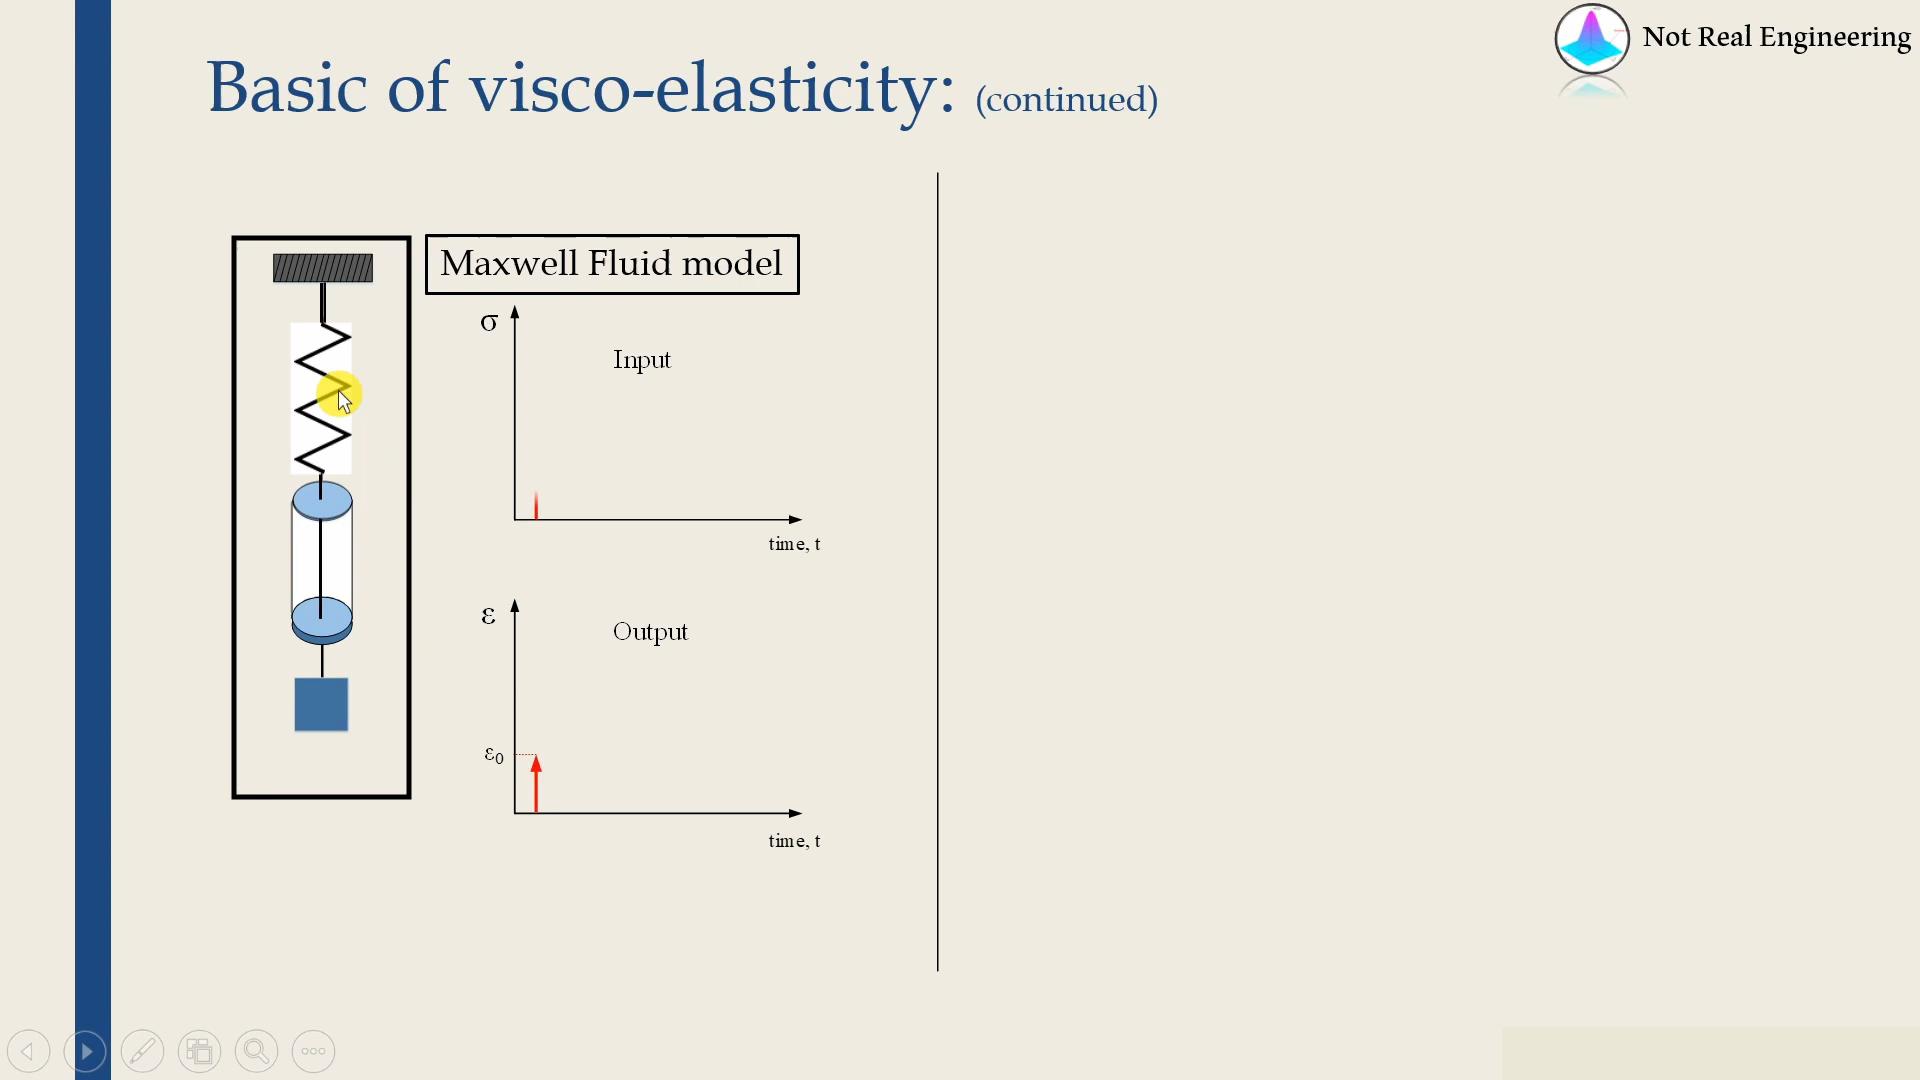 Not Real Engineering
Basic of visco-elasticity: (continued)
Maxwell Fluid model
σ
Input
time, t
ε
Output
ε0
time, t